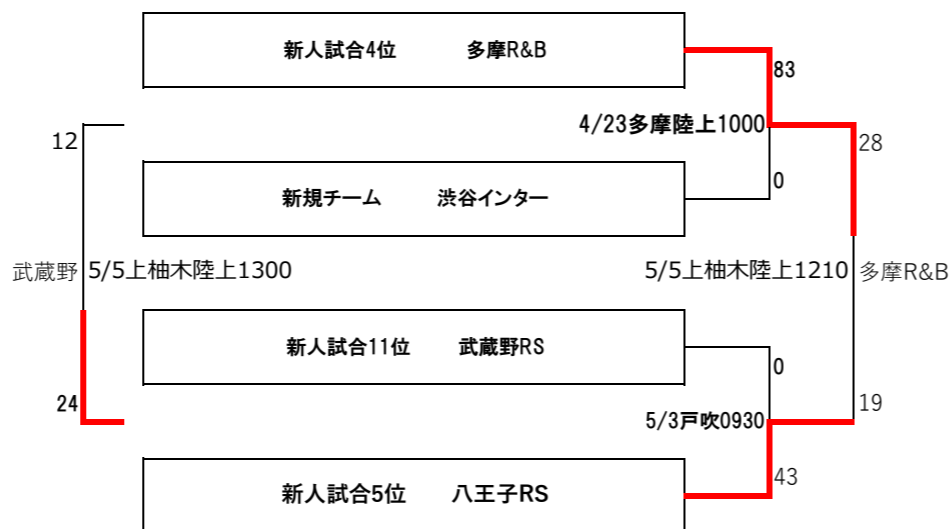 新人試合4位 多摩R&B
83
4/23多摩陸上1000
12
28
新規チーム 渋谷インター
0
武蔵野
5/5上柚木陸上1300
5/5上柚木陸上1210
多摩R&B
新人試合11位 武蔵野RS
0
24
19
5/3戸吹0930
新人試合5位 八王子RS
43